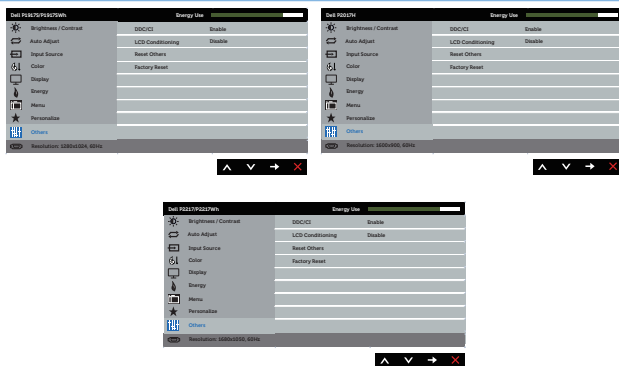 Dell P1917S/P1917SWh Energy Use
Brightness / Contrast DDC/CI Enable
Auto Adjust LCD Conditioning Disable
Input Source Reset Others
Color Factory Reset
Display
Energy
Menu
Personalize
Others
Resolution: 1280x1024, 60Hz
Dell P2017H Energy Use
Brightness / Contrast DDC/CI Enable
Auto Adjust LCD Conditioning Disable
Input Source Reset Others
Color Factory Reset
Display
Energy
Menu
Personalize
Others
Resolution: 1600x900, 60Hz
Dell P2217/P2217Wh Energy Use
Brightness / Contrast DDC/CI Enable
Auto Adjust LCD Conditioning Disable
Input Source Reset Others
Color Factory Reset
Display
Energy
Menu
Personalize
Others
Resolution: 1680x1050, 60Hz